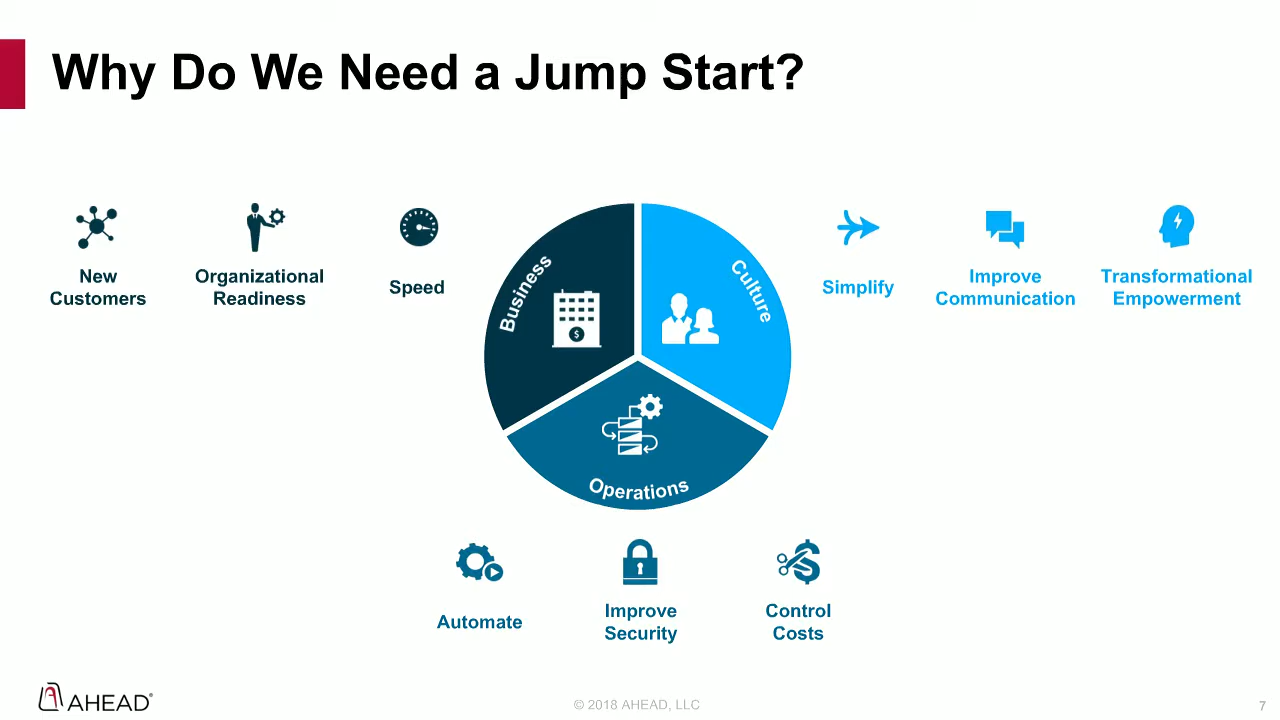 Why Do We Need a Jump Start?
New
Customers
Organizational
Readiness
Speed
Business
$
Culture
Simplify
Improve
Communication
Transformational
Empowerment
Operations
Automate
Improve
Security
$
Control
Costs
AHEAD®
© 2018 AHEAD, LLC
7